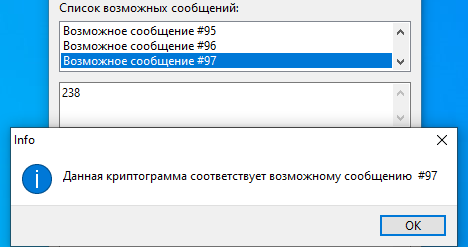 Список возможных сообщений:
Возможное сообщение #95
Возможное сообщение #96
Возможное сообщение #97
238
Info
Данная криптограмма соответствует возможному сообщению #97
OK